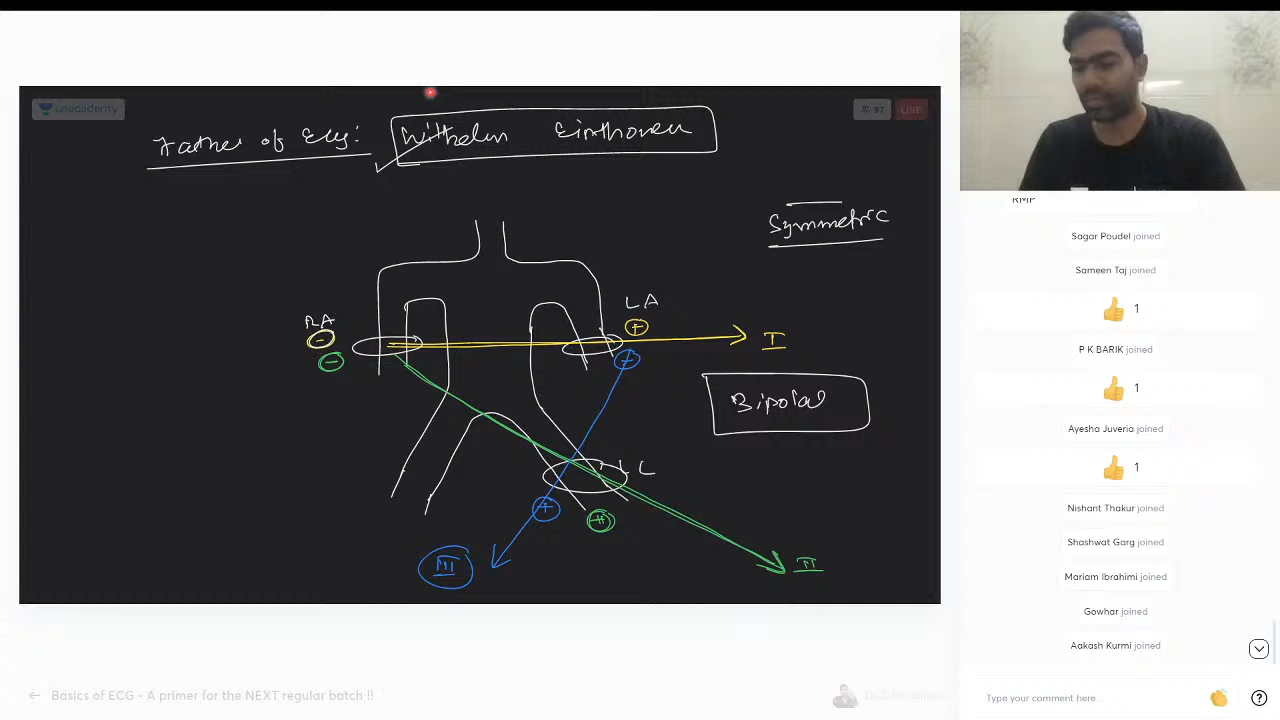 unacademy
97
LIVE
Father of ECG: Wilhelm Einthoven
Symmetric
RA
LA
-
+
-
-
I
Bipolar
LL
+
+
III
II
RMP
Sagar Poudel joined
Sameen Taj joined
1
P K BARIK joined
1
Ayesha Juveria joined
1
Nishant Thakur joined
Shashwat Garg joined
Mariam Ibrahimi joined
Gowhar joined
Aakash Kurmi joined
← Basics of ECG - A primer for the NEXT regular batch !!
Type your comment here..
?